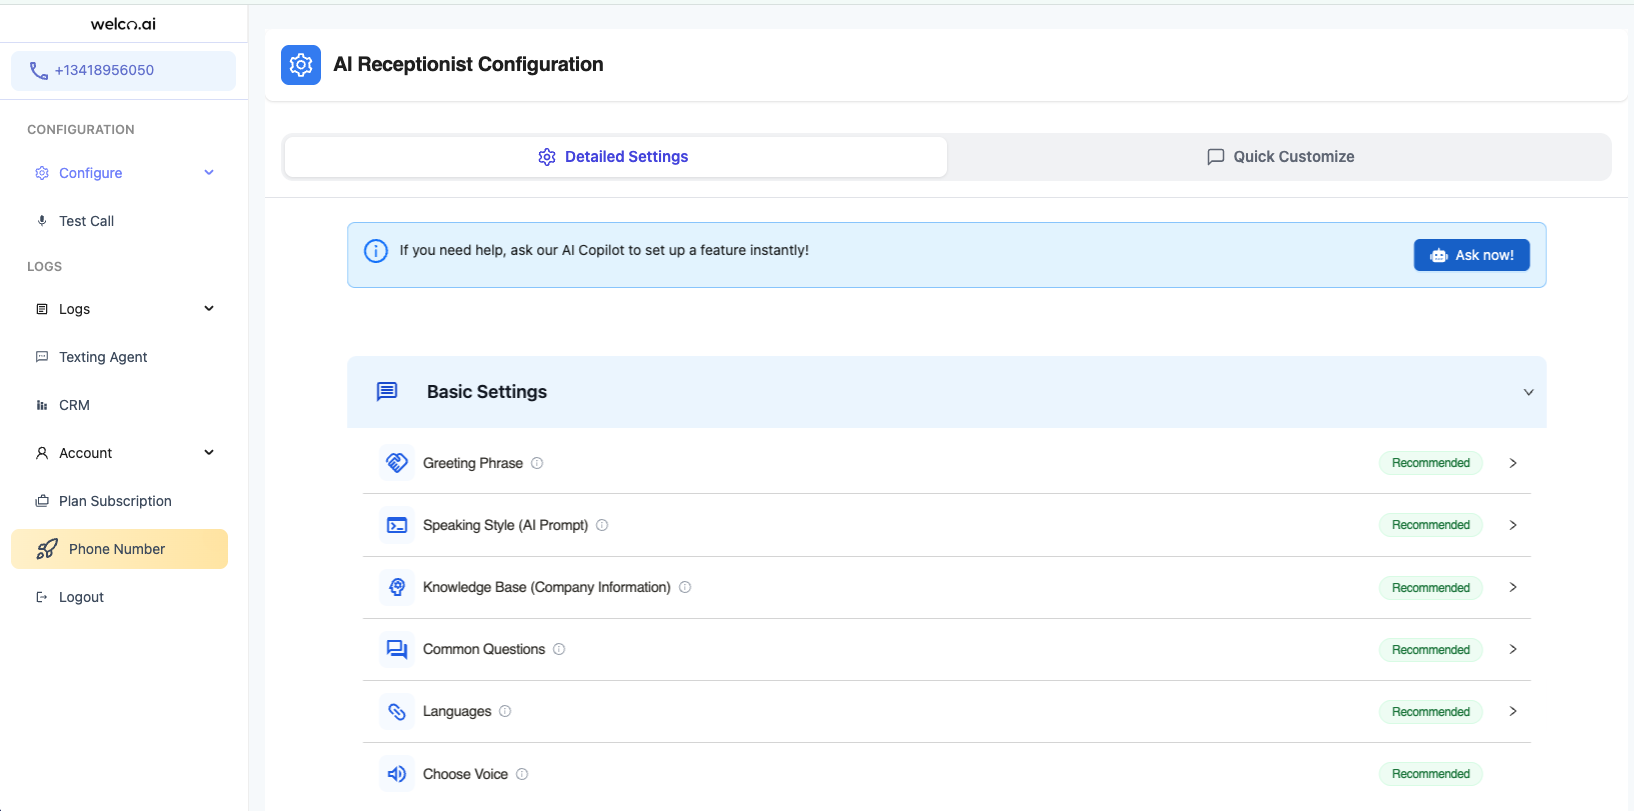 welco.ai
+13418956050
CONFIGURATION
Configure
Test Call
LOGS
Logs
Texting Agent
CRM
Account
Plan Subscription
Phone Number
Logout
AI Receptionist Configuration
Detailed Settings
Quick Customize
If you need help, ask our AI Copilot to set up a feature instantly!
Ask now!
Basic Settings
Greeting Phrase
Recommended
Speaking Style (AI Prompt)
Recommended
Knowledge Base (Company Information)
Recommended
Common Questions
Recommended
Languages
Recommended
Choose Voice
Recommended